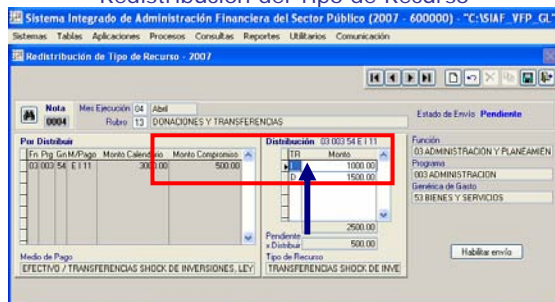 Redistribución del Tipo de Recurso
Sistema Integrado de Administración Financiera del Sector Público (2007 - 600000) - "C:\SIAF_VFP_GL
Sistemas Tablas Aplicaciones Procesos Consultas Reportes Utilitarios Comunicación
Redistribución de Tipo de Recurso - 2007
Nota Mes Ejecución 04 Abril
0004 Rubro 13 DONACIONES Y TRANSFERENCIAS
Estado de Envío Pendiente
Por Distribuir
Fn Prg Gn M/Pago Monto Calendario Monto Compromiso
03 003 54 E I 11 3000.00 500.00
Distribución 03 003 54 E I 11
TR Monto
1000.00
D 1500.00
2500.00
Pendiente
x Distribuir 500.00
Función
03 ADMINISTRACION Y PLANEAMIEN
Programa
003 ADMINISTRACION
Genérica de Gasto
53 BIENES Y SERVICIOS
Medio de Pago
EFECTIVO / TRANSFERENCIAS SHOCK DE INVERSIONES, LEY
Tipo de Recurso
TRANSFERENCIAS SHOCK DE INVE
Habilitar envío